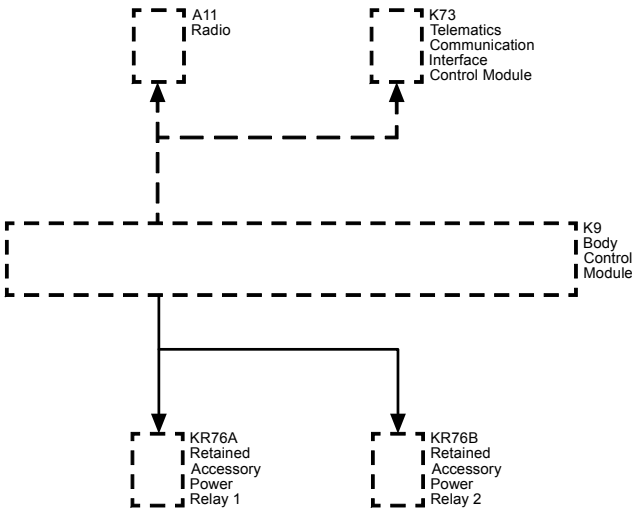 A11
Radio
K73
Telematics
Communication
Interface
Control Module
K9
Body
Control
Module
KR76A
Retained
Accessory
Power
Relay 1
KR76B
Retained
Accessory
Power
Relay 2